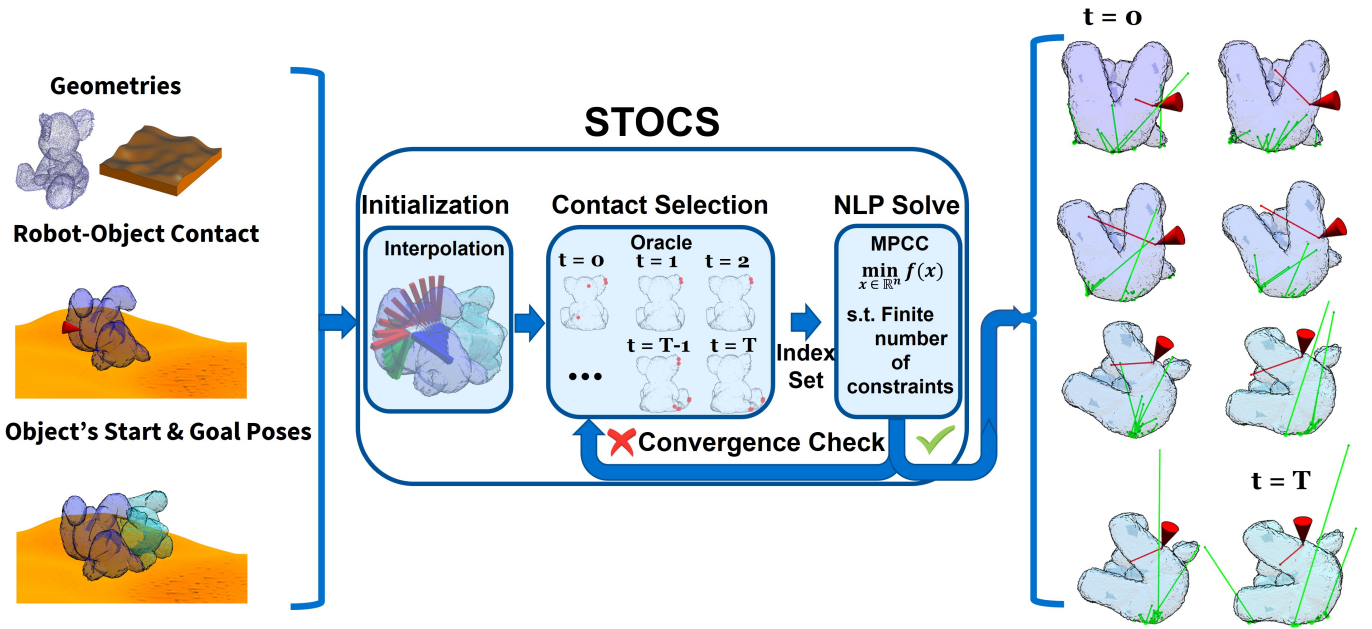 Geometries
Robot-Object Contact
Object's Start & Goal Poses
STOCS
Initialization
Interpolation
Contact Selection
Oracle
t = 0
t = 1
t = 2
t = T-1
t = T
•••
Index
Set
NLP Solve
MPCC
min f(x)
x ∈ ℝⁿ
s.t. Finite
number
of
constraints
Convergence Check
t = 0
t = T